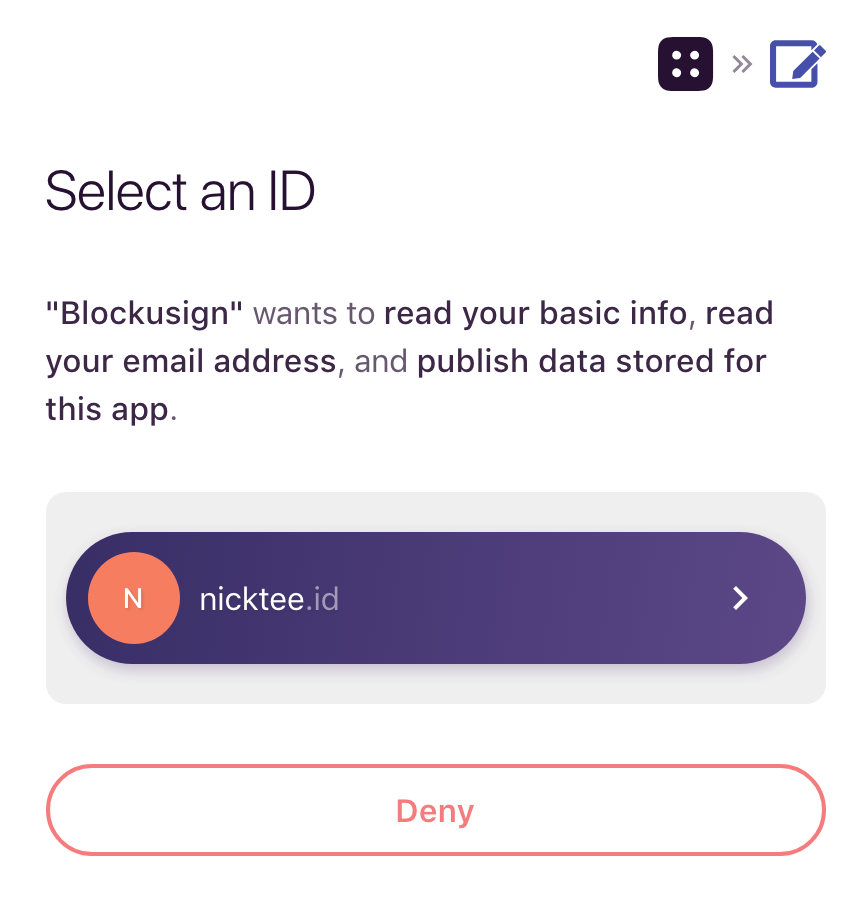 Select an ID
"Blockusign" wants to read your basic info, read
your email address, and publish data stored for
this app.
N
nicktee.id
Deny